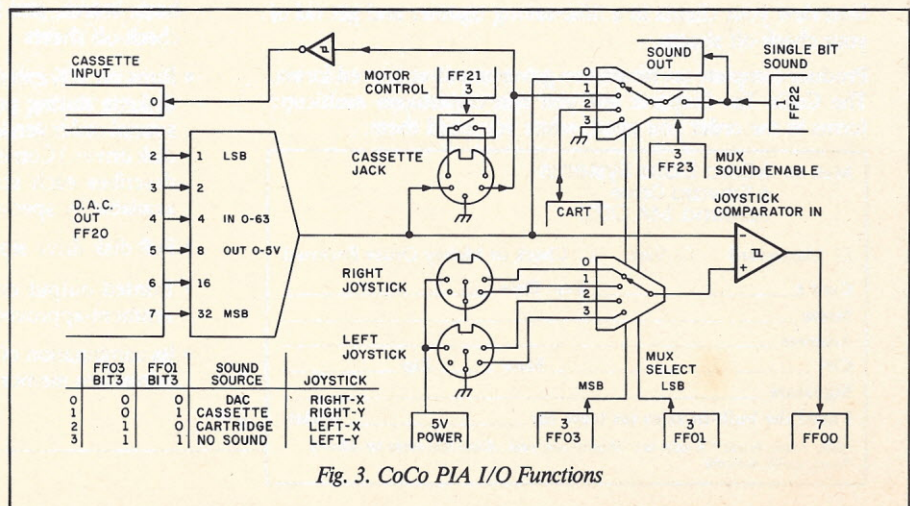 CASSETTE
INPUT
0
MOTOR
CONTROL
FF21
3
CASSETTE
JACK
0
1
2
3
SOUND
OUT
SINGLE BIT
SOUND
1
FF22
3
FF23
MUX
SOUND ENABLE
CART
D.A.C.
OUT
FF20
2
3
4
5
6
7
1 LSB
2
4 IN 0-63
8 OUT 0-5V
16
32 MSB
JOYSTICK
COMPARATOR IN
-
+
RIGHT
JOYSTICK
LEFT
JOYSTICK
0
1
2
3
MUX
SELECT
MSB
LSB
5V
POWER
3
FF03
3
FF01
7
FF00
FF03 FF01 SOUND
BIT3 BIT3 SOURCE JOYSTICK
0 0 0 DAC RIGHT-X
1 0 1 CASSETTE RIGHT-Y
2 1 0 CARTRIDGE LEFT-X
3 1 1 NO SOUND LEFT-Y
Fig. 3. CoCo PIA I/O Functions